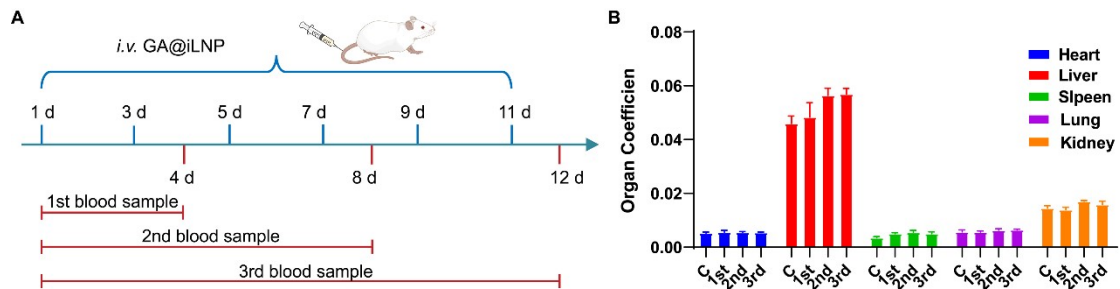 A
i.v. GA@iLNP
1 d 3 d 5 d 7 d 9 d 11 d
4 d 8 d 12 d
1st blood sample
2nd blood sample
3rd blood sample
B
Organ Coefficien
0.08
0.06
0.04
0.02
0.00
C 1st 2nd 3rd C 1st 2nd 3rd C 1st 2nd 3rd C 1st 2nd 3rd C 1st 2nd 3rd
Heart
Liver
Slpeen
Lung
Kidney